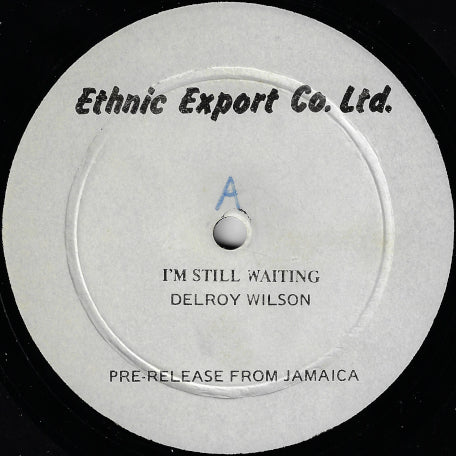 Ethnic Export Co. Ltd.
A
I'M STILL WAITING
DELROY WILSON
PRE-RELEASE FROM JAMAICA